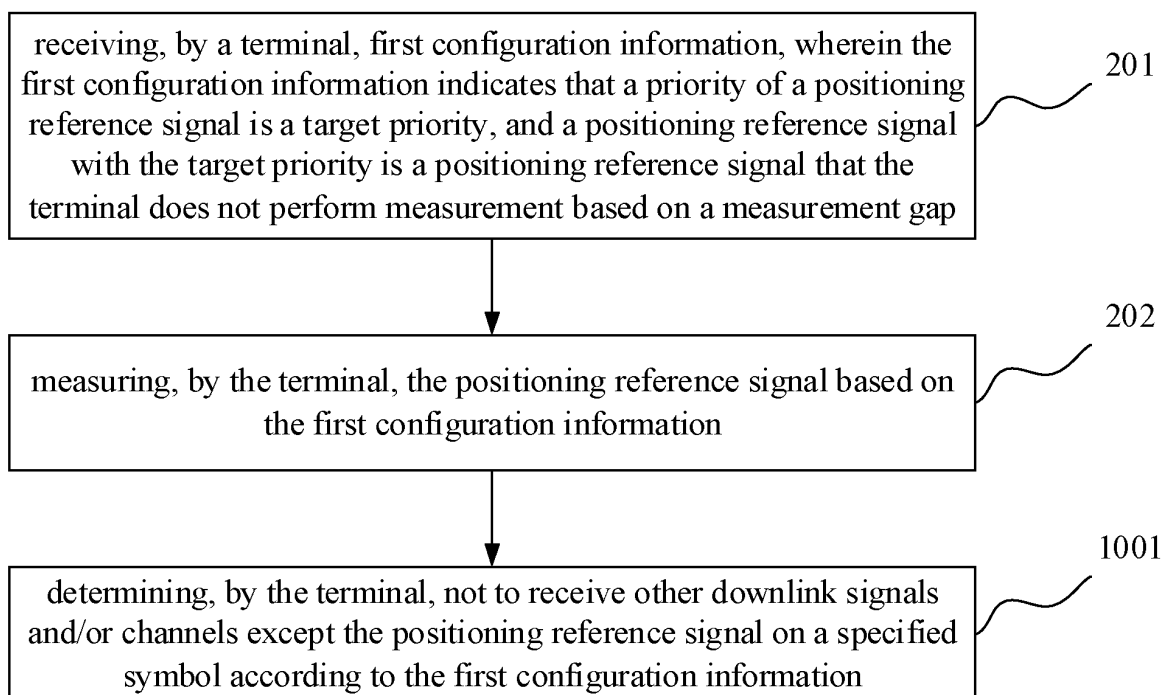 receiving, by a terminal, first configuration information, wherein the
first configuration information indicates that a priority of a positioning
reference signal is a target priority, and a positioning reference signal
with the target priority is a positioning reference signal that the
terminal does not perform measurement based on a measurement gap
201
measuring, by the terminal, the positioning reference signal based on
the first configuration information
202
determining, by the terminal, not to receive other downlink signals
and/or channels except the positioning reference signal on a specified
symbol according to the first configuration information
1001